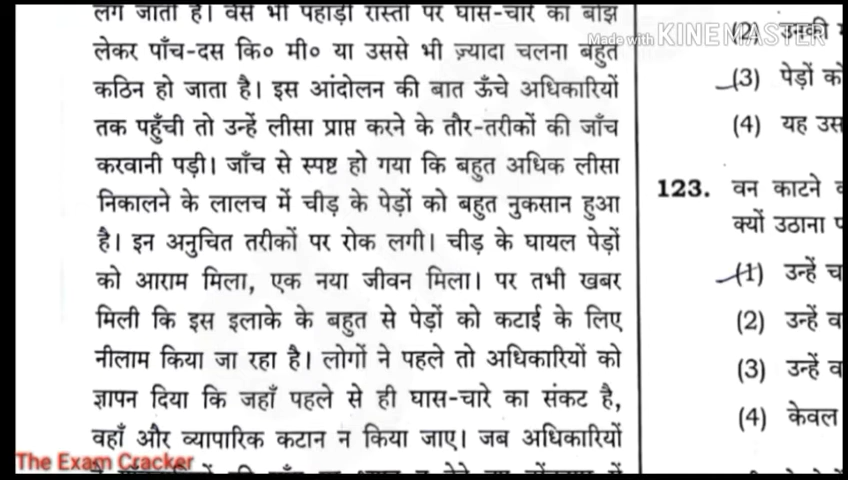 लग जाती हैं। वैसे भी पहाड़ी रास्तों पर घास-चारे का बोझ
लेकर पाँच-दस कि० मी० या उससे भी ज़्यादा चलना बहुत
कठिन हो जाता है। इस आंदोलन की बात ऊँचे अधिकारियों
तक पहुँची तो उन्हें लीसा प्राप्त करने के तौर-तरीकों की जाँच
करवानी पड़ी। जाँच से स्पष्ट हो गया कि बहुत अधिक लीसा
निकालने के लालच में चीड़ के पेड़ों को बहुत नुकसान हुआ
है। इन अनुचित तरीकों पर रोक लगी। चीड़ के घायल पेड़ों
को आराम मिला, एक नया जीवन मिला। पर तभी खबर
मिली कि इस इलाके के बहुत से पेड़ों को कटाई के लिए
नीलाम किया जा रहा है। लोगों ने पहले तो अधिकारियों को
ज्ञापन दिया कि जहाँ पहले से ही घास-चारे का संकट है,
वहाँ और व्यापारिक कटान न किया जाए। जब अधिकारियों
(2) उनकी
(3) पेड़ों को
(4) यह उस
123. वन काटने
क्यों उठाना
(1) उन्हें
(2) उन्हें
(3) उन्हें
(4) केवल
Made with KINEMASTER
The Exam Cracker